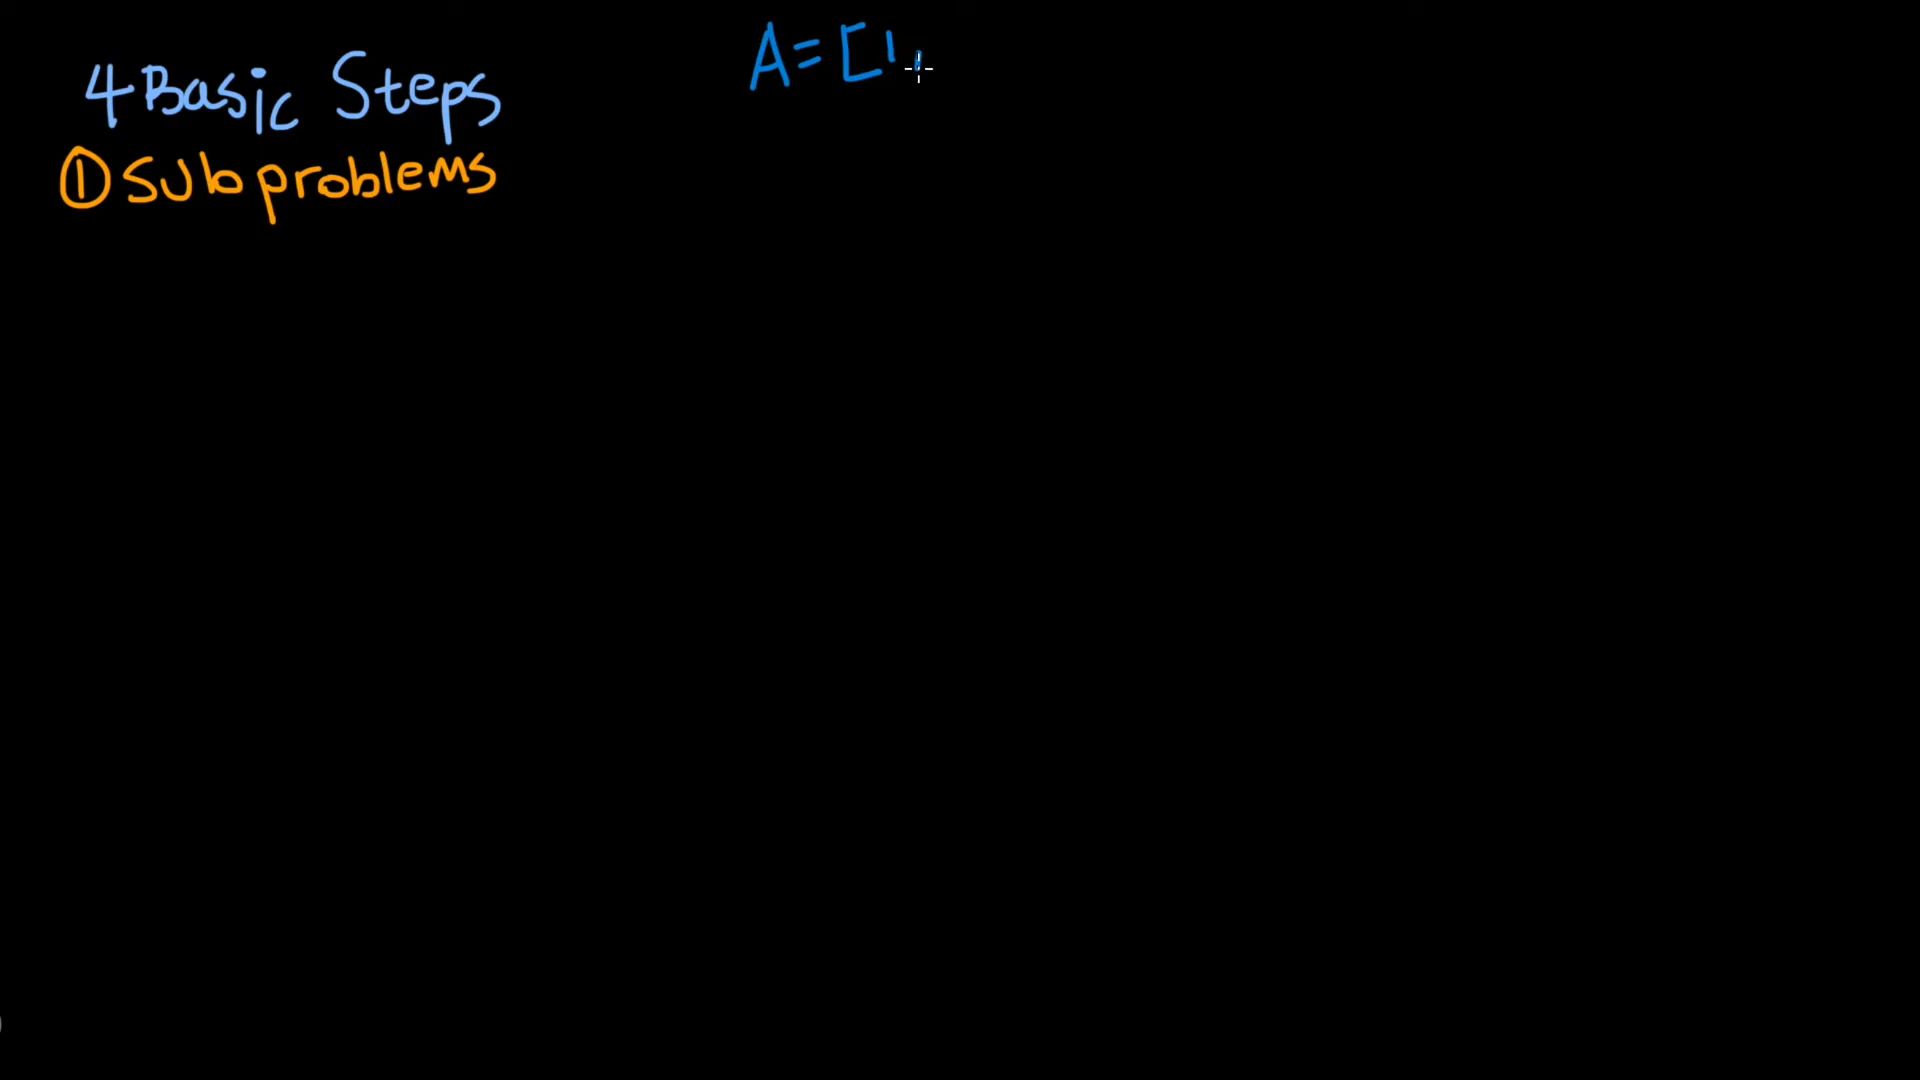 4 Basic Steps
① Subproblems
A = [1,